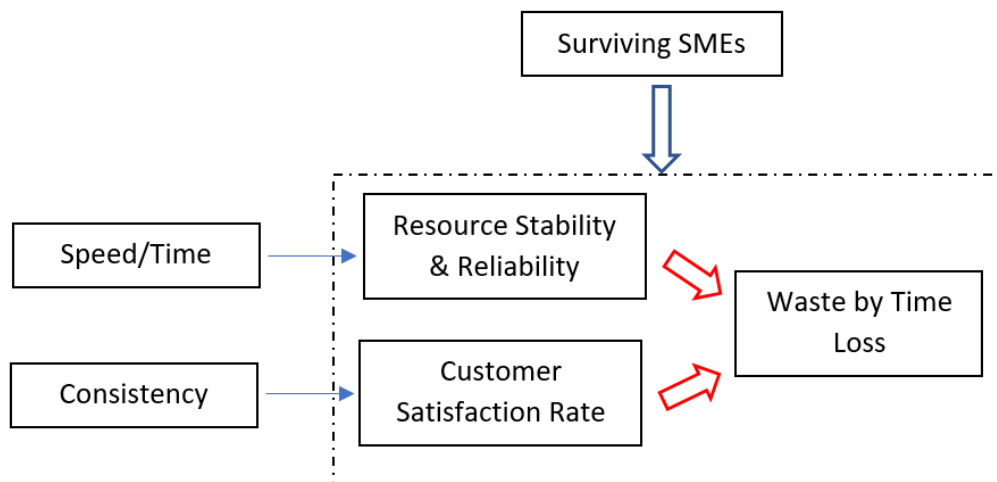 Surviving SMEs
Speed/Time
Resource Stability
& Reliability
Waste by Time
Loss
Consistency
Customer
Satisfaction Rate